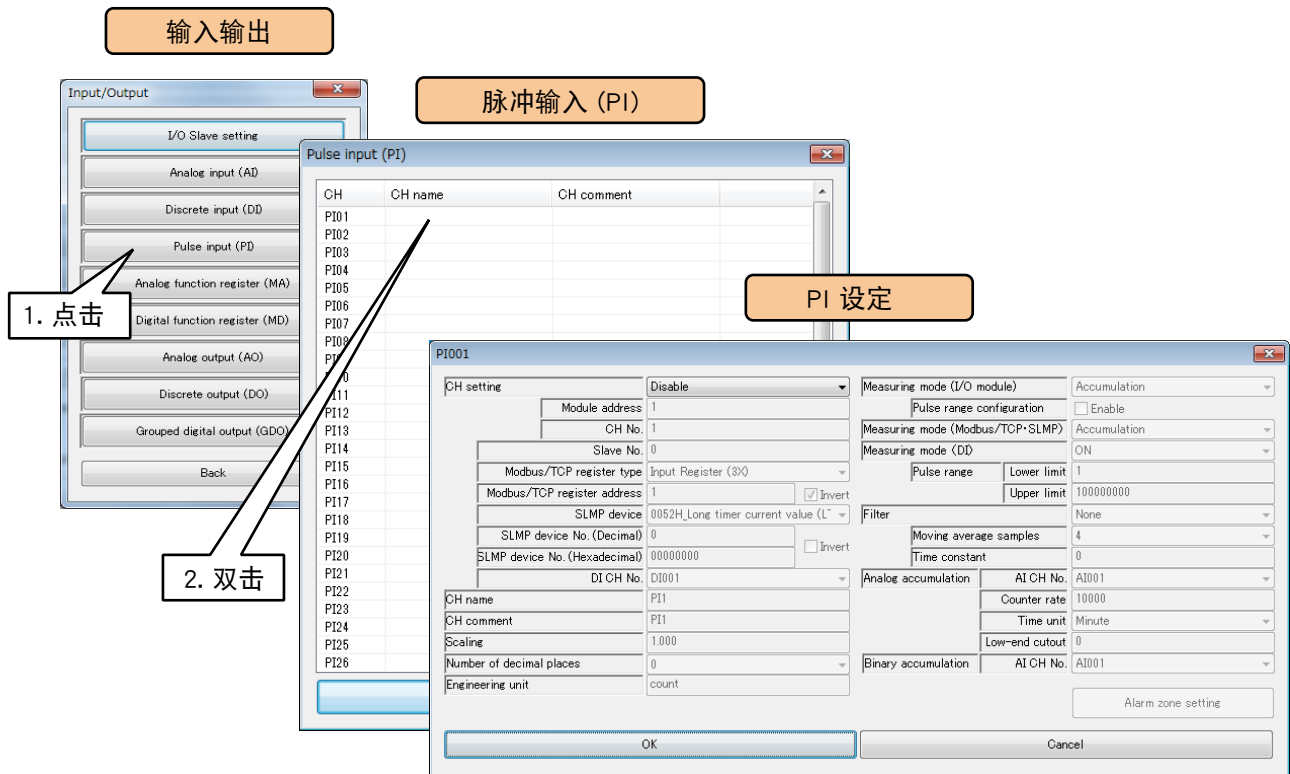 输入输出
Input/Output
I/O Slave setting
Analog input (AI)
Discrete input (DI)
Pulse input (PI)
Analog function register (MA)
Digital function register (MD)
Analog output (AO)
Discrete output (DO)
Grouped digital output (GDO)
Back
1. 点击
脉冲输入 (PI)
Pulse input (PI)
CH CH name CH comment
PI01
PI02
PI03
PI04
PI05
PI06
PI07
PI08
PI11
PI12
PI13
PI14
PI15
PI16
PI17
PI18
PI19
PI20
PI21
PI22
PI23
PI24
PI25
PI26
2. 双击
PI 设定
PI001
CH setting Disable
Module address 1
CH No. 1
Slave No. 0
Modbus/TCP register type Input Register (3X)
Modbus/TCP register address 1 Invert
SLMP device 0052H_Long timer current value
SLMP device No. (Decimal) 0 Invert
SLMP device No. (Hexadecimal) 00000000
DI CH No. DI001
CH name PI1
CH comment PI1
Scaling 1.000
Number of decimal places 0
Engineering unit count
Measuring mode (I/O module) Accumulation
Pulse range configuration Enable
Measuring mode (Modbus/TCP・SLMP) Accumulation
Measuring mode (DI) ON
Pulse range Lower limit 1
Upper limit 100000000
Filter None
Moving average samples 4
Time constant 0
Analog accumulation AI CH No. AI001
Counter rate 10000
Time unit Minute
Low-end cutout 0
Binary accumulation AI CH No. AI001
Alarm zone setting
OK Cancel